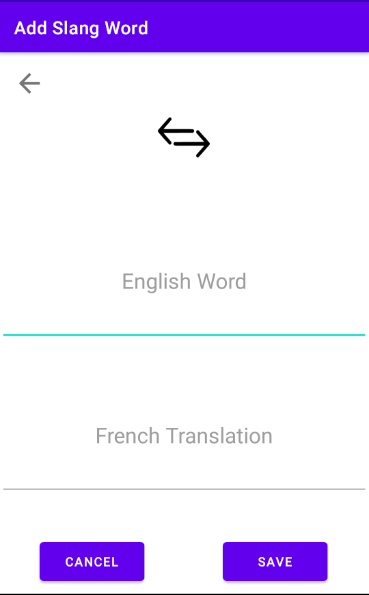 Add Slang Word
English Word
French Translation
CANCEL
SAVE